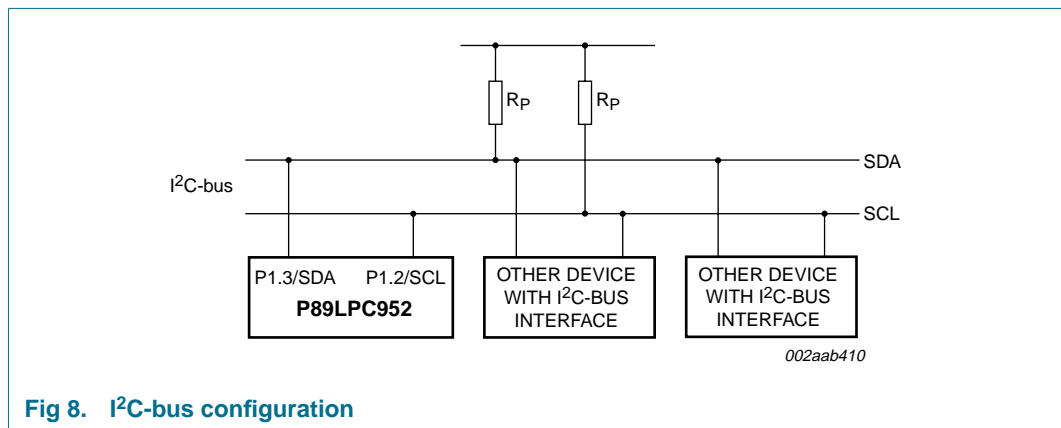 RP RP
SDA
I2C-bus
SCL
P1.3/SDA P1.2/SCL
P89LPC952
OTHER DEVICE
WITH I2C-BUS
INTERFACE
OTHER DEVICE
WITH I2C-BUS
INTERFACE
002aab410
Fig 8. I2C-bus configuration